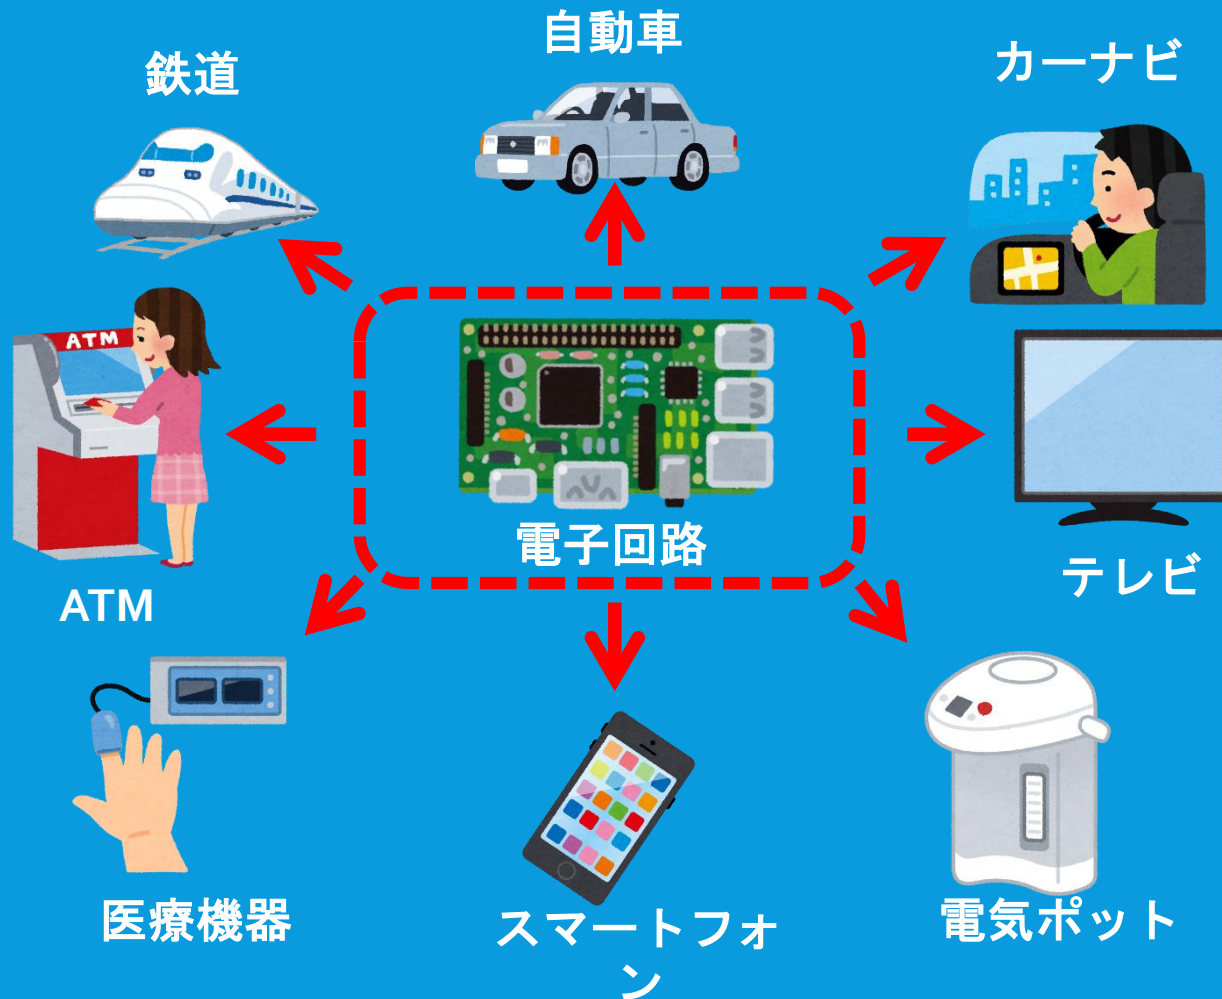 自動車
鉄道
カーナビ
ATM
電子回路
テレビ
ATM
医療機器
スマートフォ
ン
電気ポット